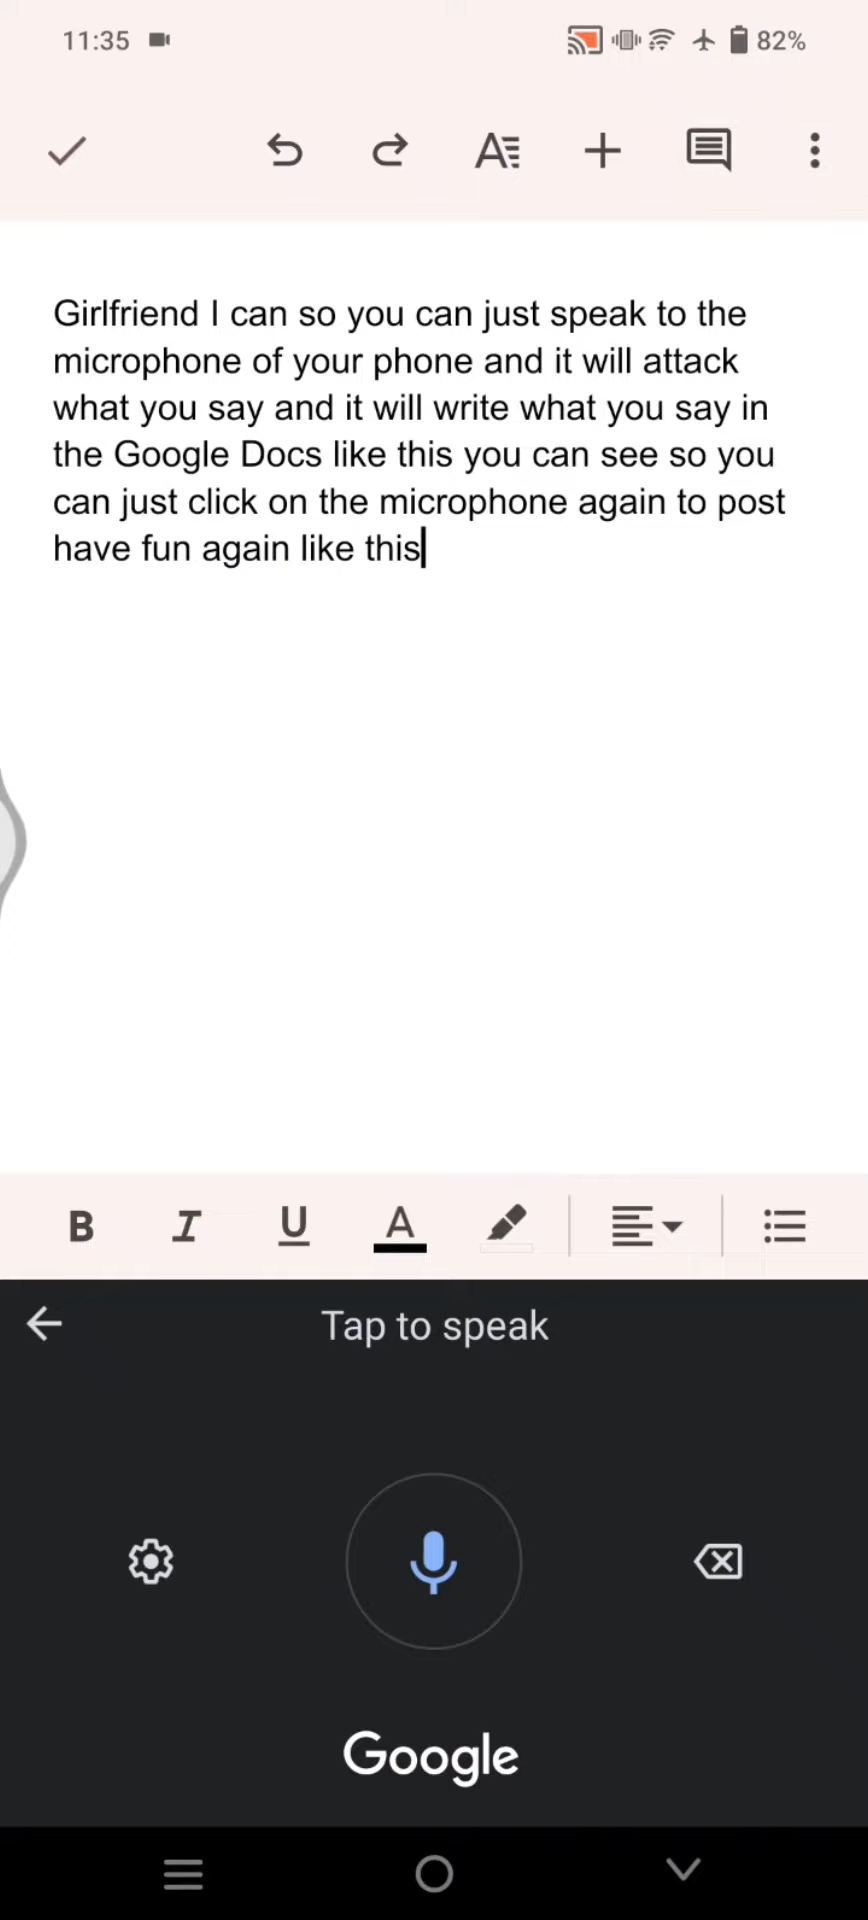 11:35
82%
Girlfriend I can so you can just speak to the
microphone of your phone and it will attack
what you say and it will write what you say in
the Google Docs like this you can see so you
can just click on the microphone again to post
have fun again like this
B I U A
Tap to speak
Google